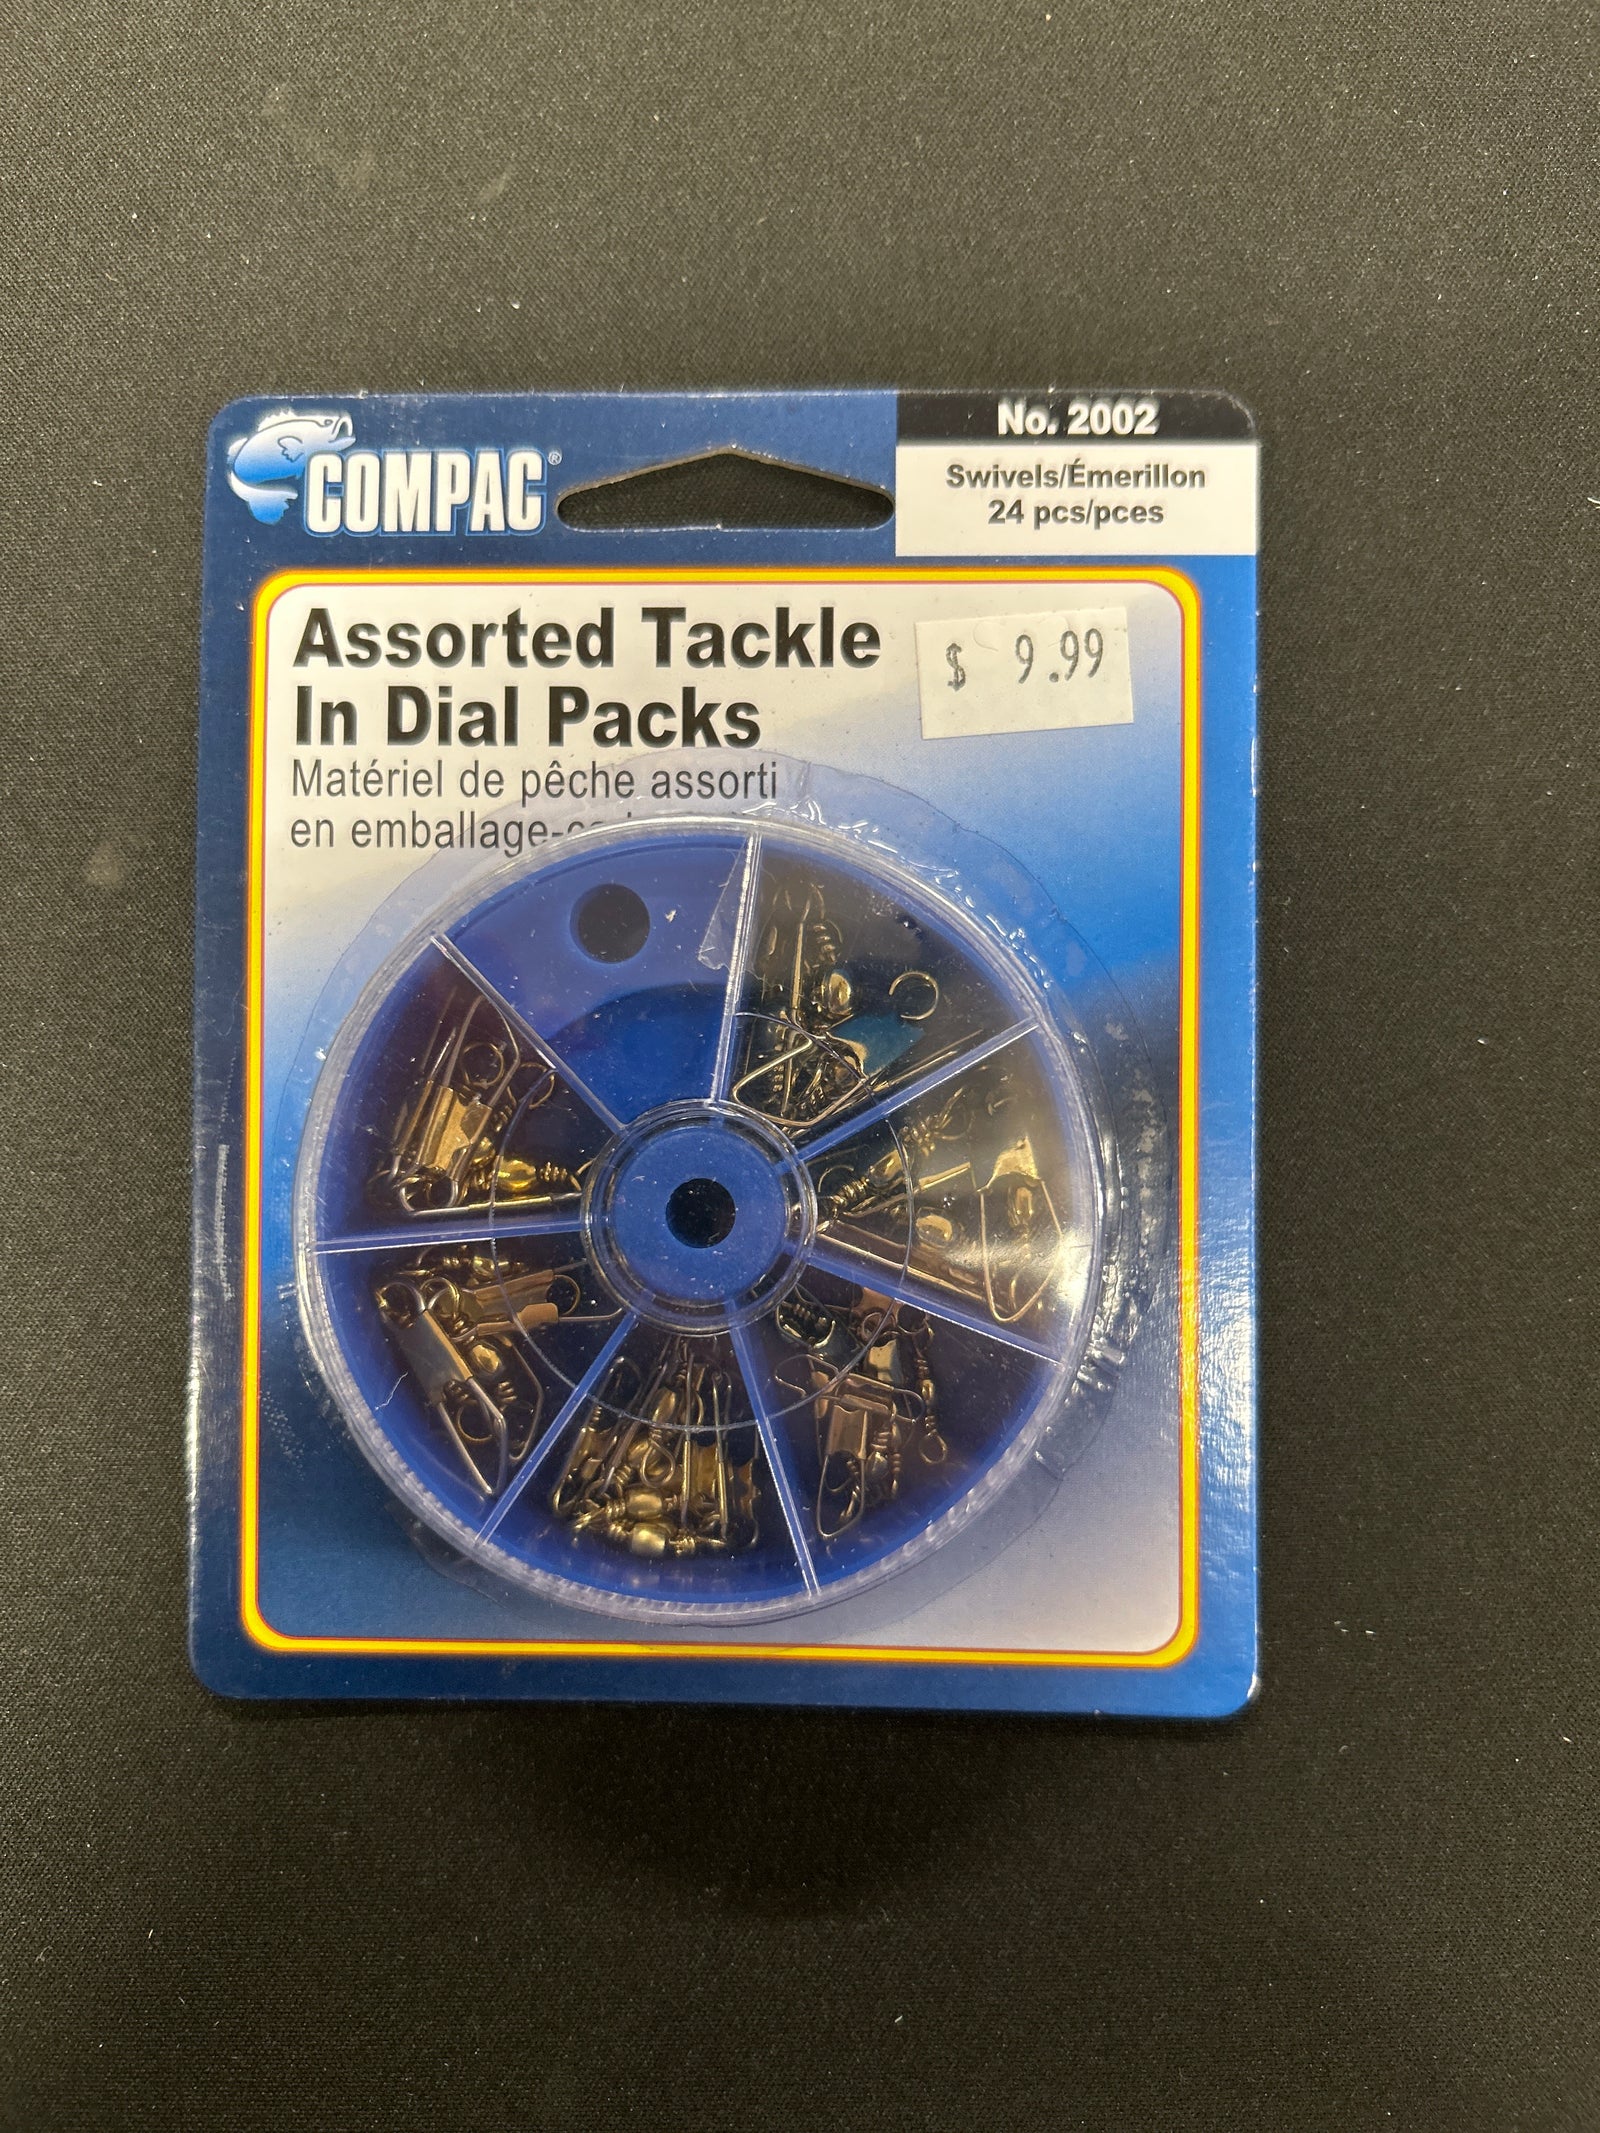 COMPAC®
No. 2002
Swivels/Émerillon
24 pcs/pces
Assorted Tackle
In Dial Packs
$ 9.99
Matériel de pêche assorti
en